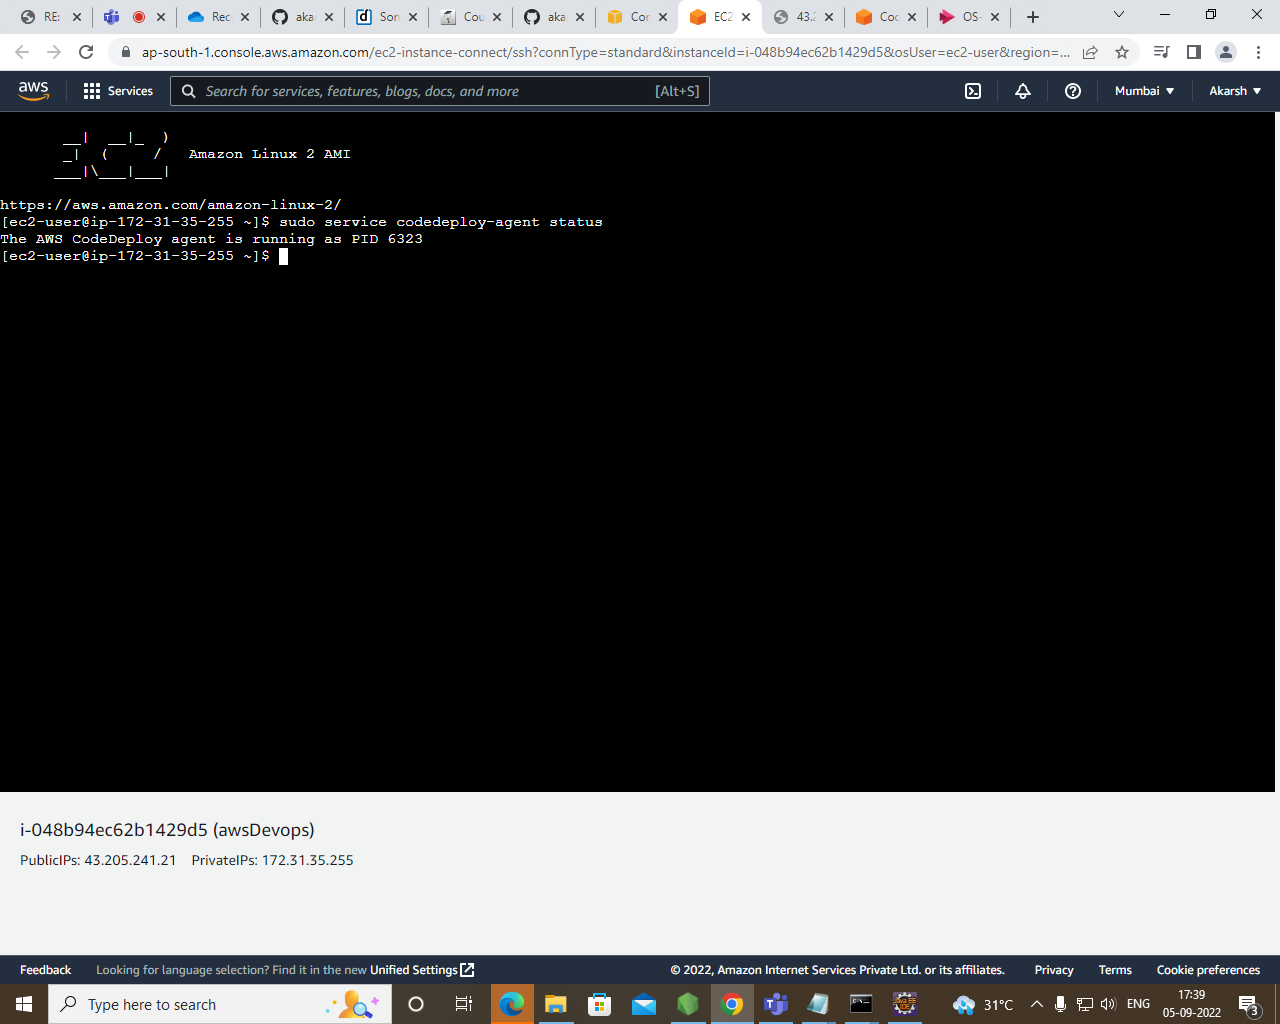 RE: Rec aka Son Cou aka Cor EC2 43.2 Coc OS-
ap-south-1.console.aws.amazon.com/ec2-instance-connect/ssh?connType=standard&instanceId=i-048b94ec62b1429d5&osUser=ec2-user&region=...
aws Services Search for services, features, blogs, docs, and more [Alt+S] Mumbai ▼ Akarsh ▼
__|  __|_  )
_|  (     /   Amazon Linux 2 AMI
___|\___|___|
https://aws.amazon.com/amazon-linux-2/
[ec2-user@ip-172-31-35-255 ~]$ sudo service codedeploy-agent status
The AWS CodeDeploy agent is running as PID 6323
[ec2-user@ip-172-31-35-255 ~]$
i-048b94ec62b1429d5 (awsDevops)
PublicIPs: 43.205.241.21 PrivateIPs: 172.31.35.255
Feedback Looking for language selection? Find it in the new Unified Settings © 2022, Amazon Internet Services Private Ltd. or its affiliates. Privacy Terms Cookie preferences
Type here to search 31°C ENG 17:39
05-09-2022 3